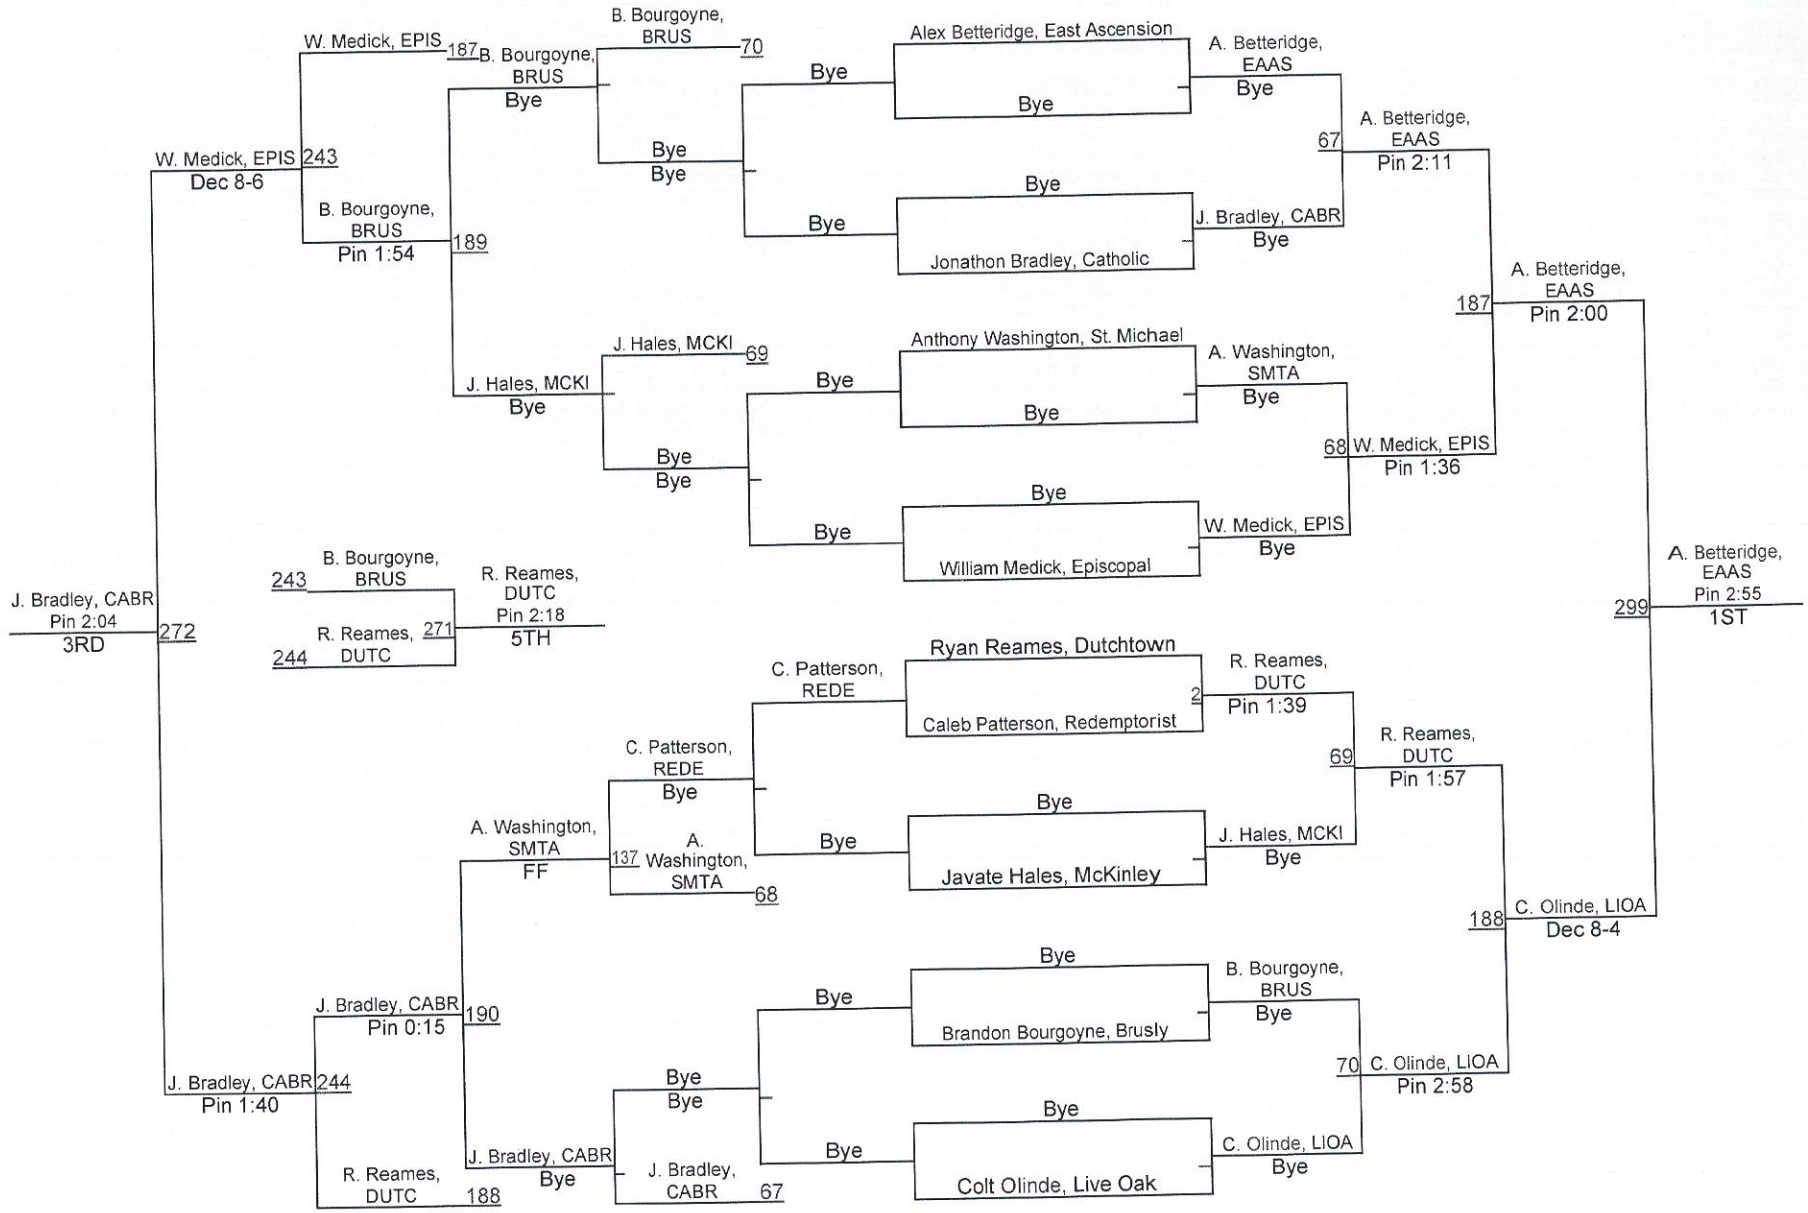 W. Medick, EPIS
187
B. Bourgoyne,
BRUS
Bye
B. Bourgoyne,
BRUS
70
Bye
Bye
W. Medick, EPIS
Dec 8-6
243
B. Bourgoyne,
BRUS
Pin 1:54
189
J. Hales, MCKI
Bye
J. Hales, MCKI
69
Bye
Bye
Bye
Bye
Bye
Bye
Alex Betteridge, East Ascension
Bye
Bye
Jonathon Bradley, Catholic
Anthony Washington, St. Michael
Bye
Bye
William Medick, Episcopal
A. Betteridge,
EAAS
Bye
67
J. Bradley, CABR
Bye
A. Betteridge,
EAAS
Pin 2:11
A. Washington,
SMTA
Bye
68
W. Medick, EPIS
Pin 1:36
W. Medick, EPIS
Bye
187
A. Betteridge,
EAAS
Pin 2:00
J. Bradley, CABR
Pin 2:04
3RD
272
243
B. Bourgoyne,
BRUS
244
R. Reames,
DUTC
271
R. Reames,
DUTC
Pin 2:18
5TH
299
A. Betteridge,
EAAS
Pin 2:55
1ST
C. Patterson,
REDE
Ryan Reames, Dutchtown
2
Caleb Patterson, Redemptorist
R. Reames,
DUTC
Pin 1:39
C. Patterson,
REDE
Bye
A. Washington,
SMTA
FF
137
A.
Washington,
SMTA
68
Bye
Bye
Javate Hales, McKinley
69
J. Hales, MCKI
Bye
R. Reames,
DUTC
Pin 1:57
188
C. Olinde, LIOA
Dec 8-4
J. Bradley, CABR
Pin 0:15
190
J. Bradley, CABR
Pin 1:40
244
R. Reames,
DUTC
188
J. Bradley, CABR
Bye
Bye
Bye
J. Bradley,
CABR
67
Bye
Bye
Bye
Brandon Bourgoyne, Brusly
Bye
Colt Olinde, Live Oak
B. Bourgoyne,
BRUS
Bye
70
C. Olinde, LIOA
Pin 2:58
C. Olinde, LIOA
Bye